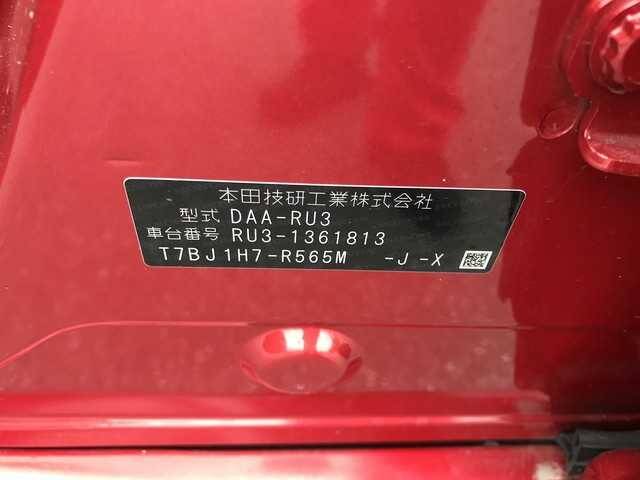 本田技研工業株式会社
型式 DAA-RU3
車台番号 RU3-1361813
T7BJ1H7-R565M -J -X